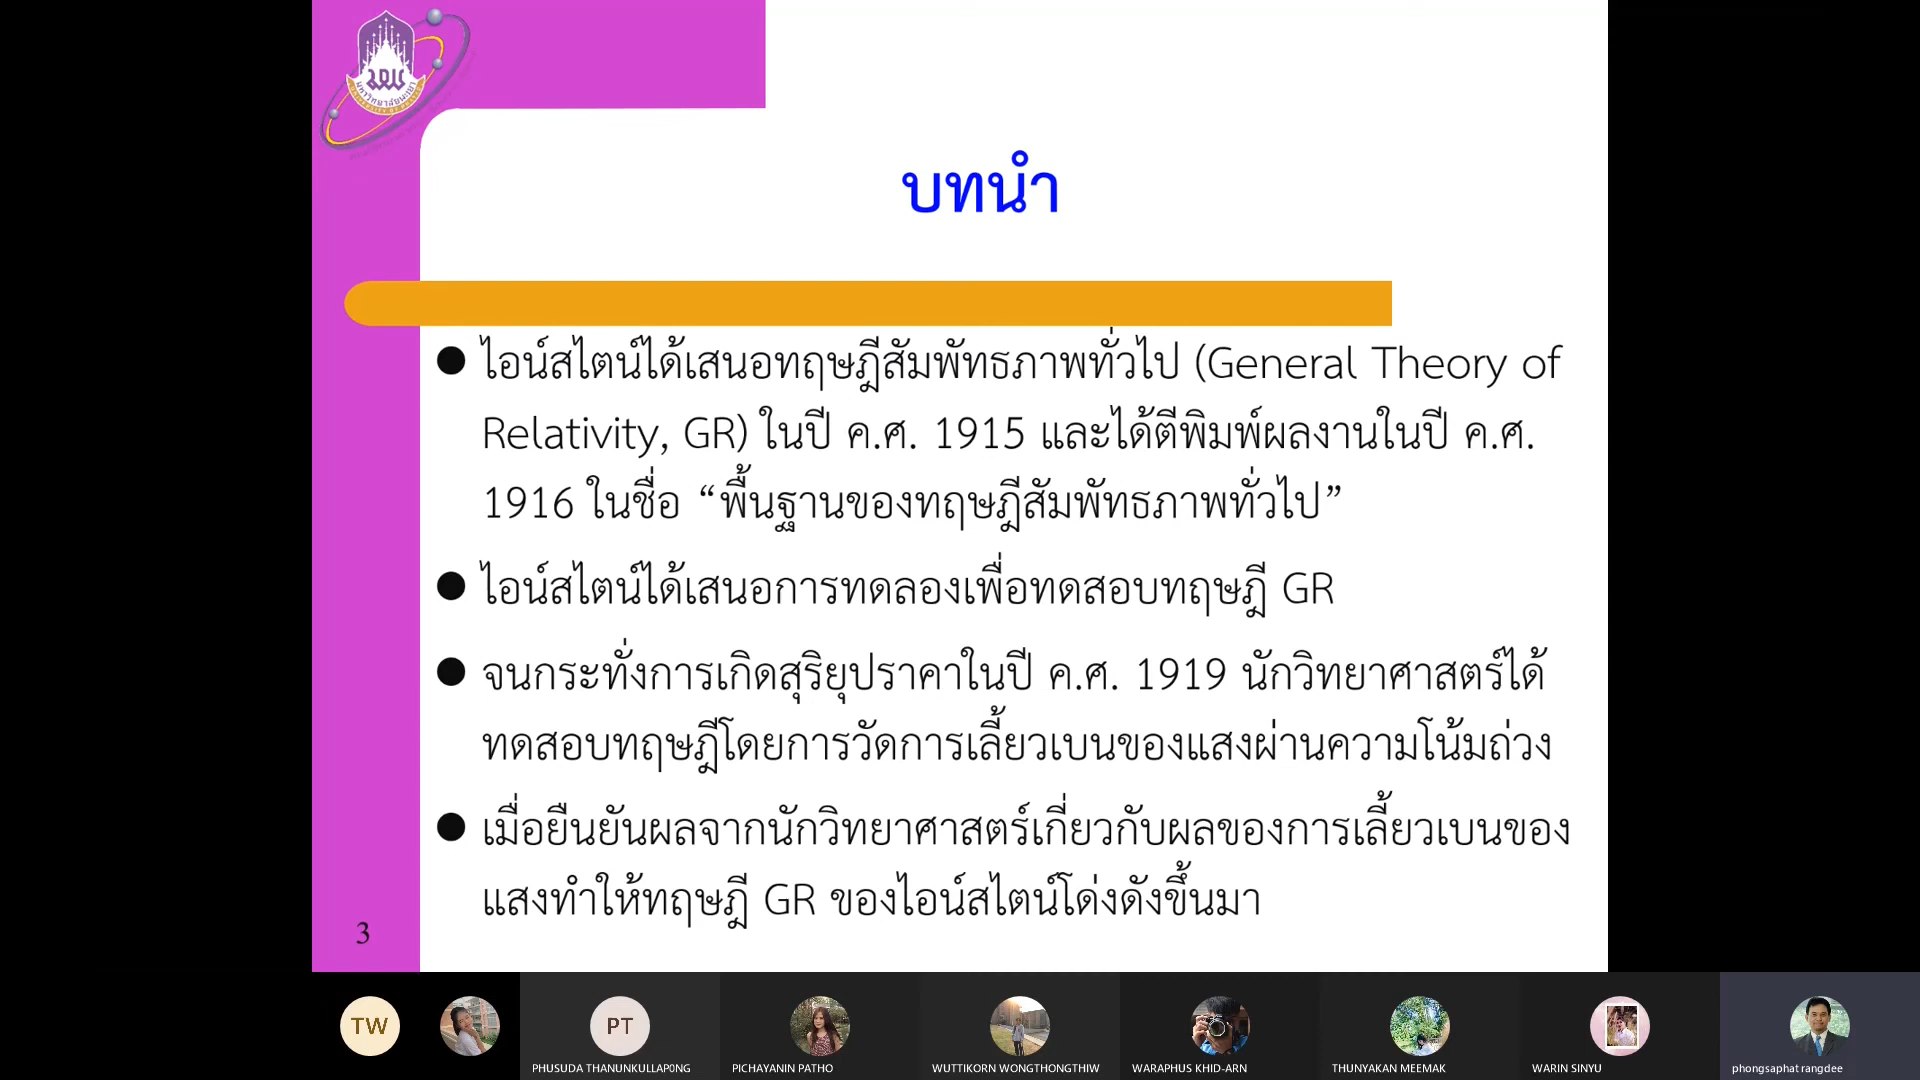 มหาวิทยาลัยพะเยา
บทนำ
● ไอน์สไตน์ได้เสนอทฤษฎีสัมพัทธภาพทั่วไป (General Theory of
Relativity, GR) ในปี ค.ศ. 1915 และได้ตีพิมพ์ผลงานในปี ค.ศ.
1916 ในชื่อ “พื้นฐานของทฤษฎีสัมพัทธภาพทั่วไป”
● ไอน์สไตน์ได้เสนอการทดลองเพื่อทดสอบทฤษฎี GR
● จนกระทั่งการเกิดสุริยุปราคาในปี ค.ศ. 1919 นักวิทยาศาสตร์ได้
ทดสอบทฤษฎีโดยการวัดการเลี้ยวเบนของแสงผ่านความโน้มถ่วง
● เมื่อยืนยันผลจากนักวิทยาศาสตร์เกี่ยวกับผลของการเลี้ยวเบนของ
แสงทำให้ทฤษฎี GR ของไอน์สไตน์โด่งดังขึ้นมา
3
TW
PT
PHUSUDA THANUNKULLAP0NG
PICHAYANIN PATHO
WUTTIKORN WONGTHONGTHIW
WARAPHUS KHID-ARN
THUNYAKAN MEEMAK
WARIN SINYU
phongsaphat rangdee